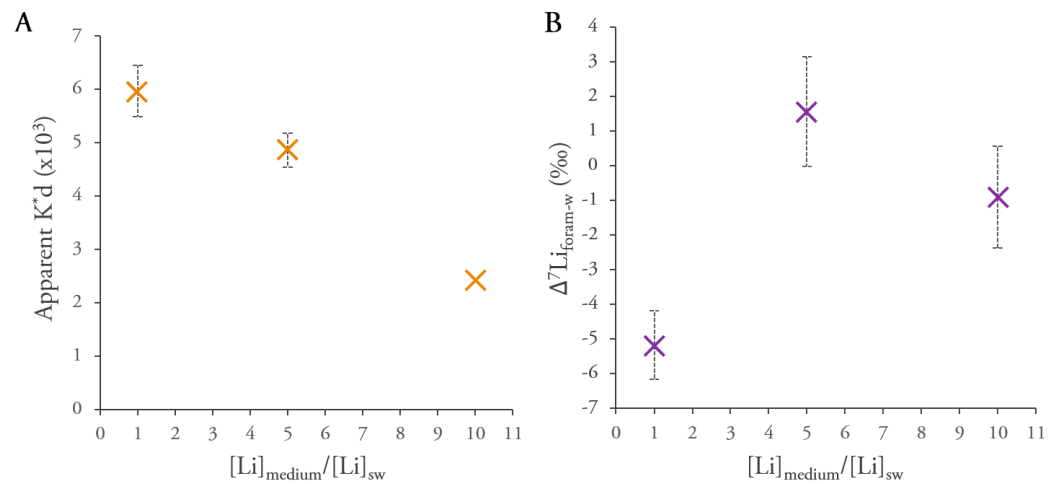 A
7
6
5
4
3
2
1
0
Apparent K*d (x10³)
0 1 2 3 4 5 6 7 8 9 10 11
[Li]medium/[Li]sw
B
4
3
2
1
0
-1
-2
-3
-4
-5
-6
-7
Δ⁷Liforam-w (‰)
0 1 2 3 4 5 6 7 8 9 10 11
[Li]medium/[Li]sw